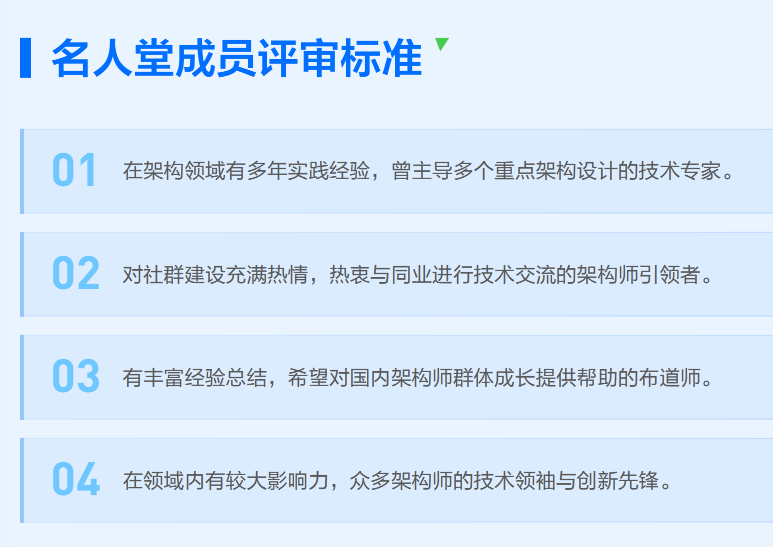 名人堂成员评审标准
01 在架构领域有多年实践经验，曾主导多个重点架构设计的技术专家。
02 对社群建设充满热情，热衷与同业进行技术交流的架构师引领者。
03 有丰富经验总结，希望对国内架构师群体成长提供帮助的布道师。
04 在领域内有较大影响力，众多架构师的技术领袖与创新先锋。